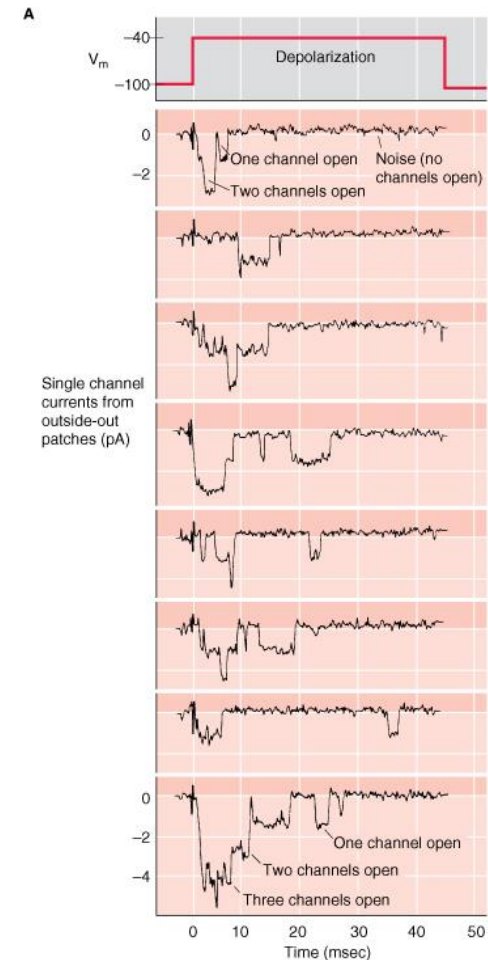 A
−40
Vm
Depolarization
−100
0
One channel open
Noise (no
channels open)
−2
Two channels open
Single channel
currents from
outside-out
patches (pA)
0
−2
One channel open
Two channels open
−4
Three channels open
0 10 20 30 40 50
Time (msec)